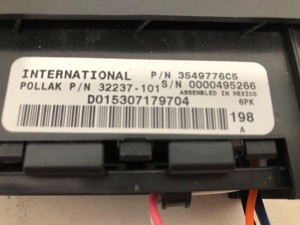 INTERNATIONAL P/N 3549776C5
POLLAK P/N 32237-101 S/N 0000495266
ASSEMBLED IN MEXICO
D015307179704 6PK
198
A